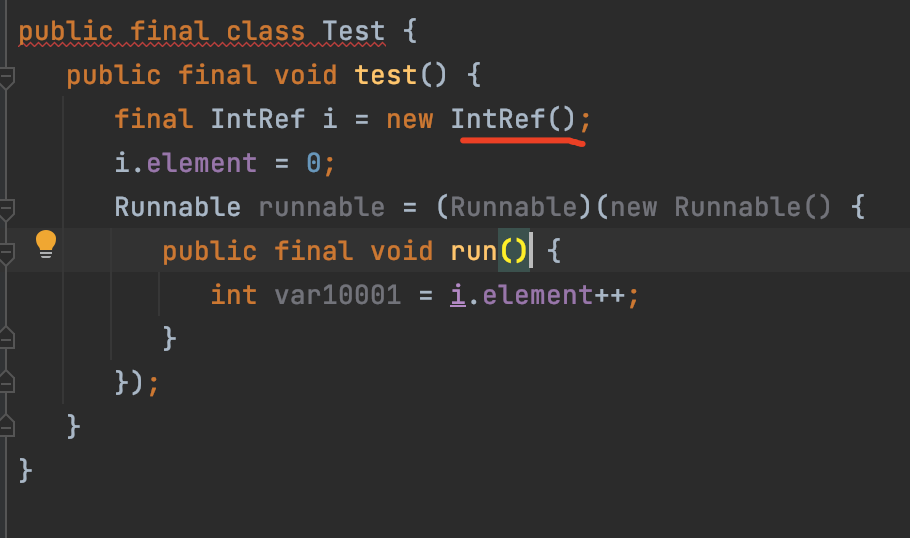 public final class Test {
public final void test() {
final IntRef i = new IntRef();
i.element = 0;
Runnable runnable = (Runnable)(new Runnable() {
public final void run() {
int var10001 = i.element++;
}
});
}
}